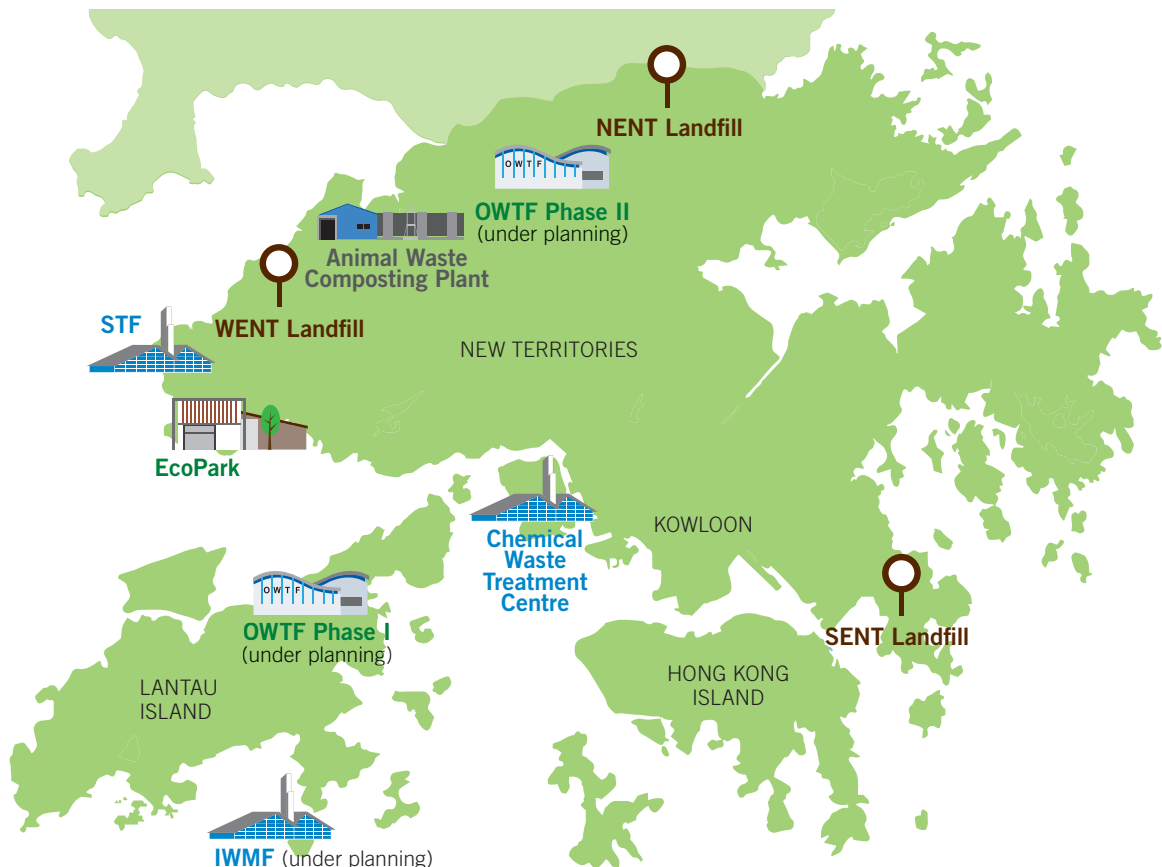 NENT Landfill
OWTF
OWTF Phase II
(under planning)
Animal Waste
Composting Plant
STF
WENT Landfill
NEW TERRITORIES
EcoPark
KOWLOON
Chemical
Waste
Treatment
Centre
OWTF
OWTF Phase I
(under planning)
SENT Landfill
HONG KONG
ISLAND
LANTAU
ISLAND
IWMF (under planning)